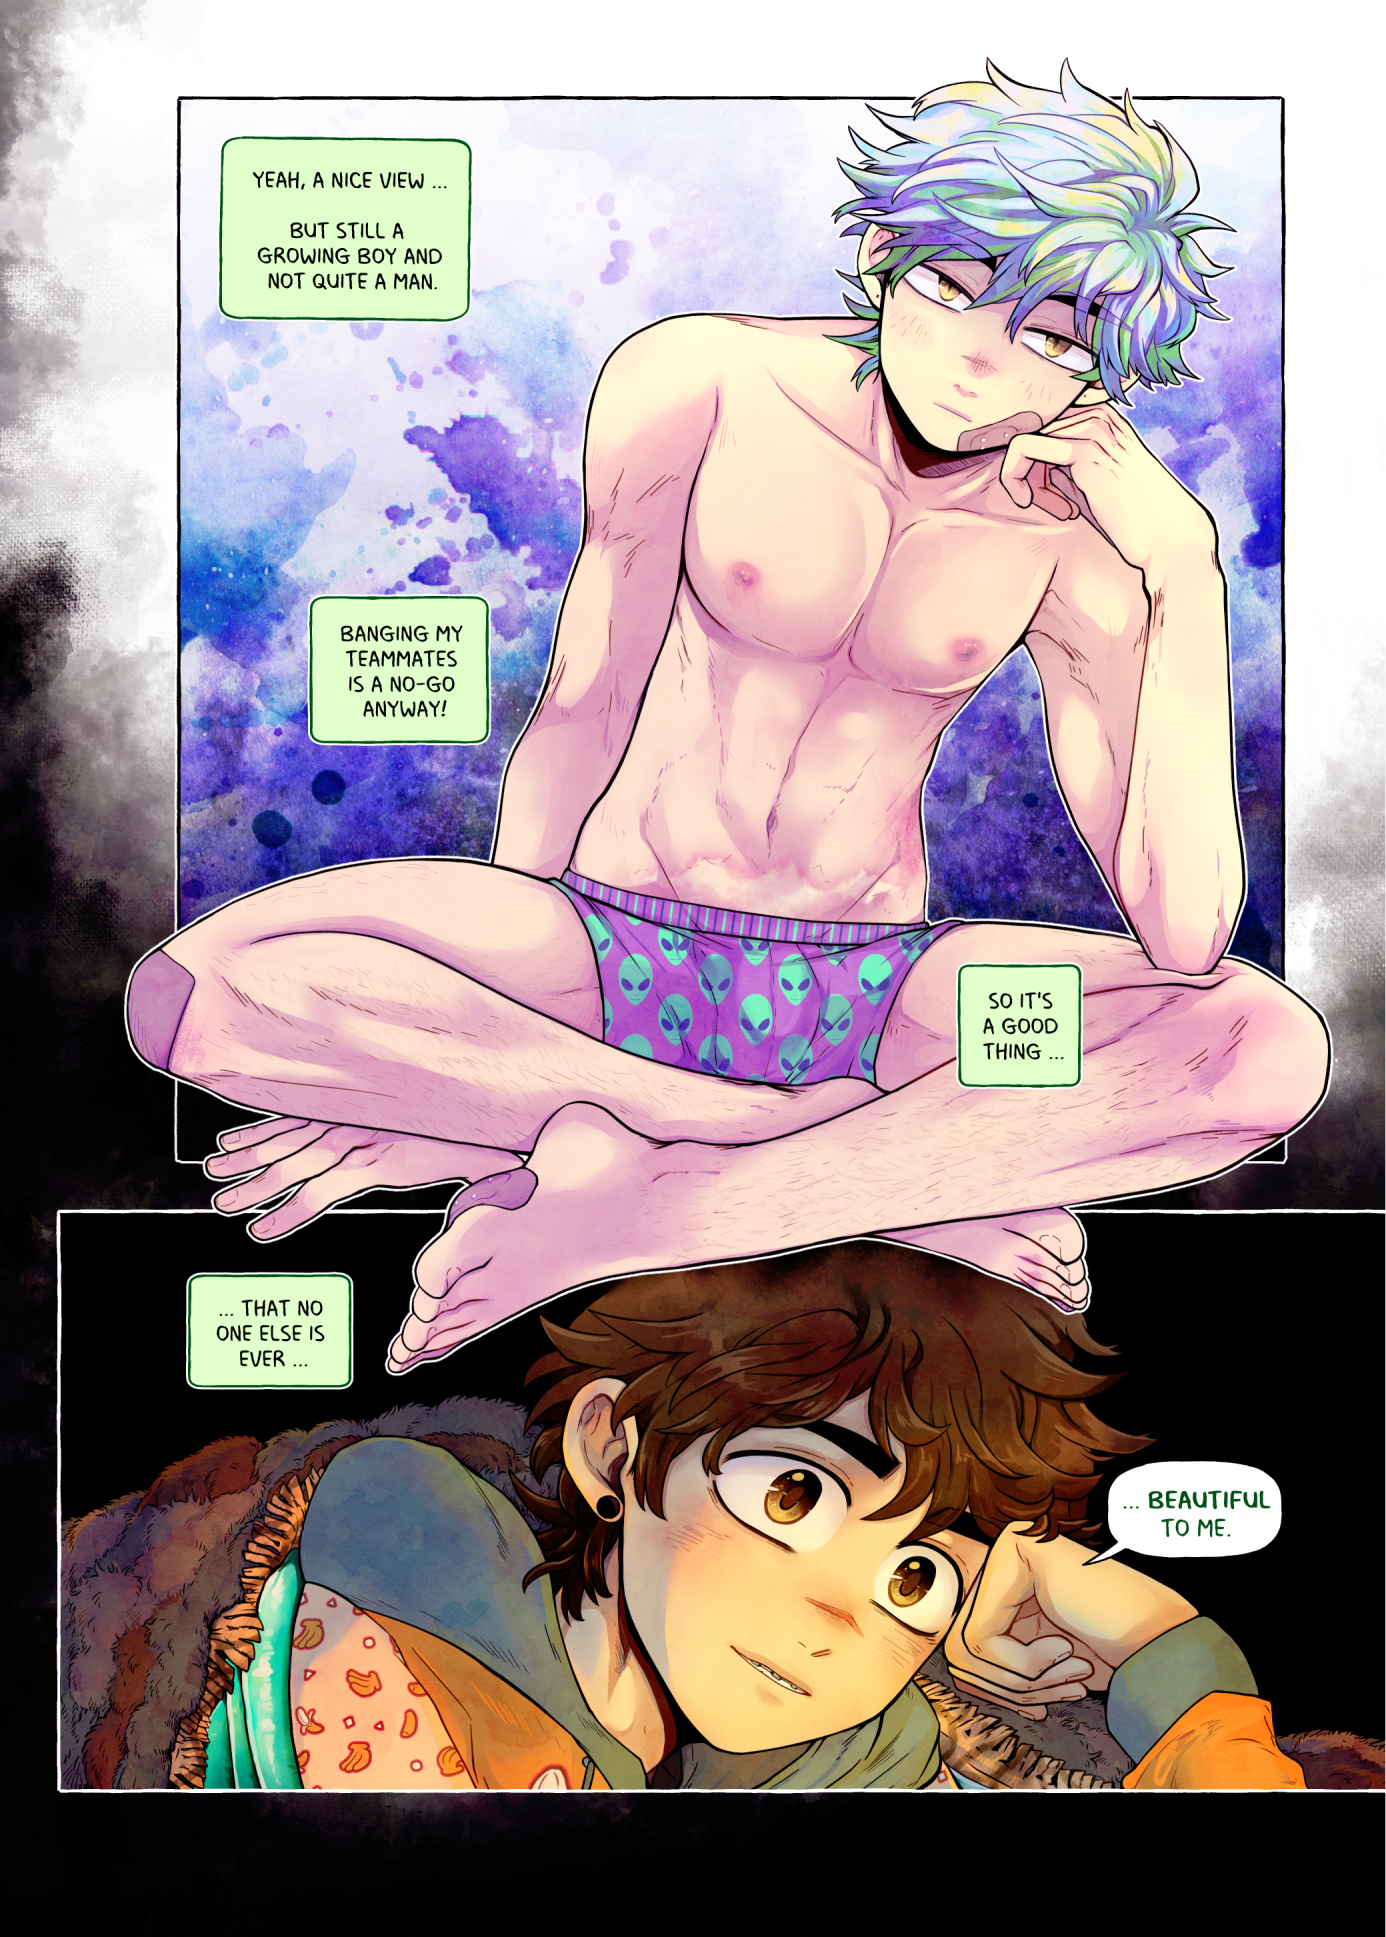 YEAH, A NICE VIEW ...
BUT STILL A
GROWING BOY AND
NOT QUITE A MAN.
BANGING MY
TEAMMATES
IS A NO-GO
ANYWAY!
SO IT'S
A GOOD
THING ...
... THAT NO
ONE ELSE IS
EVER ...
... BEAUTIFUL
TO ME.